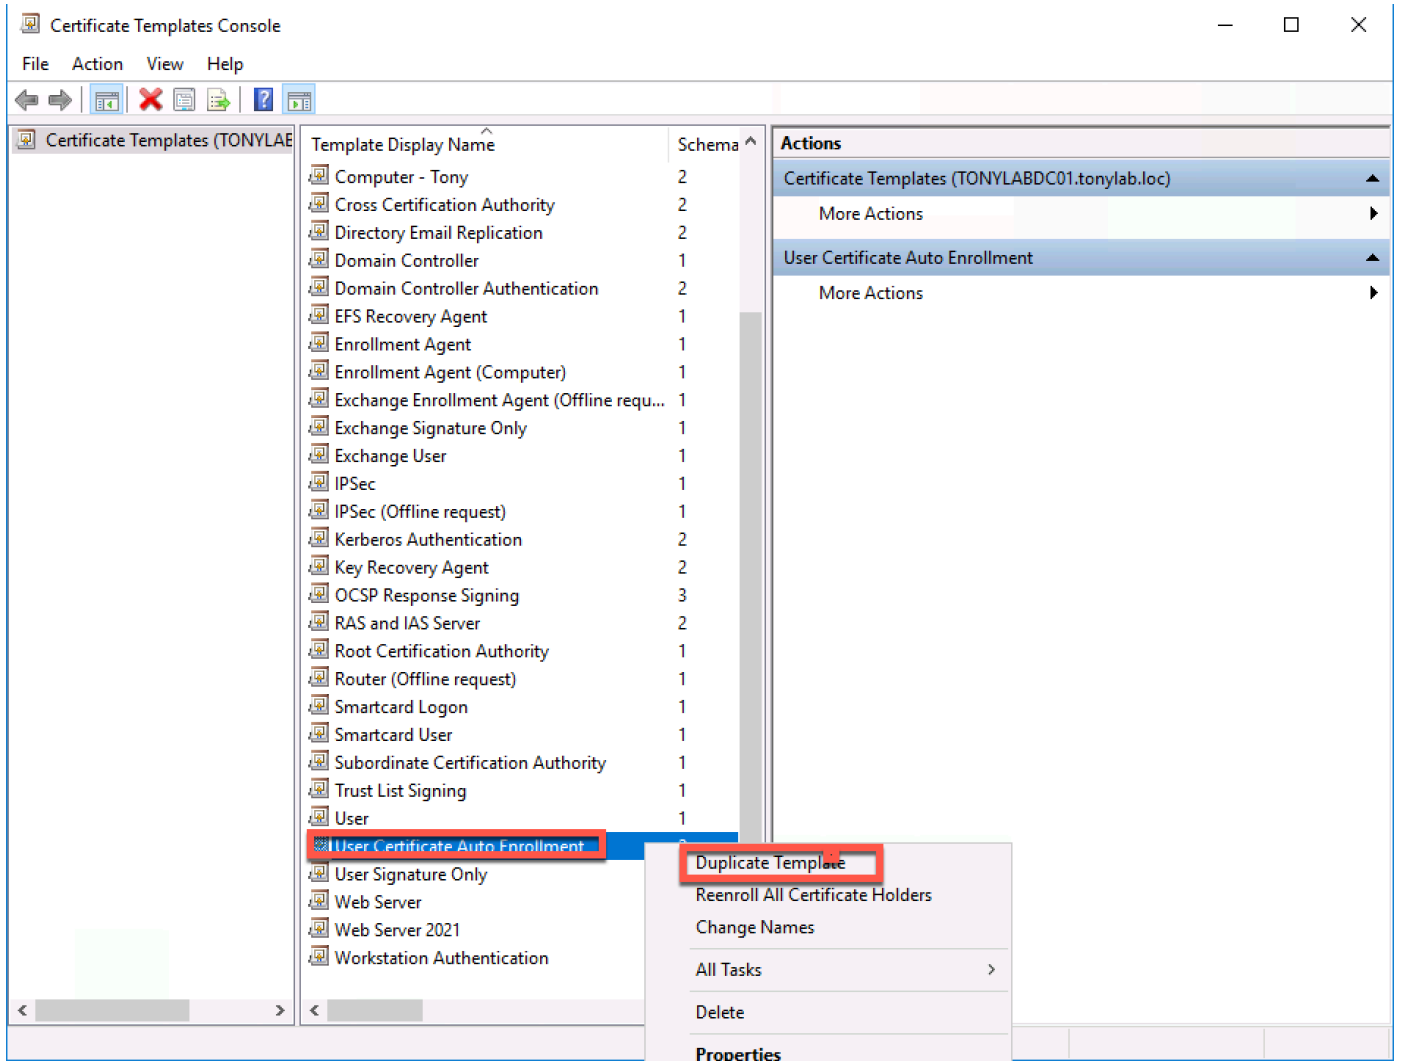 Certificate Templates Console
File Action View Help
Certificate Templates (TONYLAB
Template Display Name Schema
Computer - Tony 2
Cross Certification Authority 2
Directory Email Replication 2
Domain Controller 1
Domain Controller Authentication 2
EFS Recovery Agent 1
Enrollment Agent 1
Enrollment Agent (Computer) 1
Exchange Enrollment Agent (Offline requ... 1
Exchange Signature Only 1
Exchange User 1
IPSec 1
IPSec (Offline request) 1
Kerberos Authentication 2
Key Recovery Agent 2
OCSP Response Signing 3
RAS and IAS Server 2
Root Certification Authority 1
Router (Offline request) 1
Smartcard Logon 1
Smartcard User 1
Subordinate Certification Authority 1
Trust List Signing 1
User 1
User Certificate Auto Enrollment
User Signature Only
Web Server
Web Server 2021
Workstation Authentication
Actions
Certificate Templates (TONYLABDC01.tonylab.loc)
More Actions
User Certificate Auto Enrollment
More Actions
Duplicate Template
Reenroll All Certificate Holders
Change Names
All Tasks
Delete
Properties